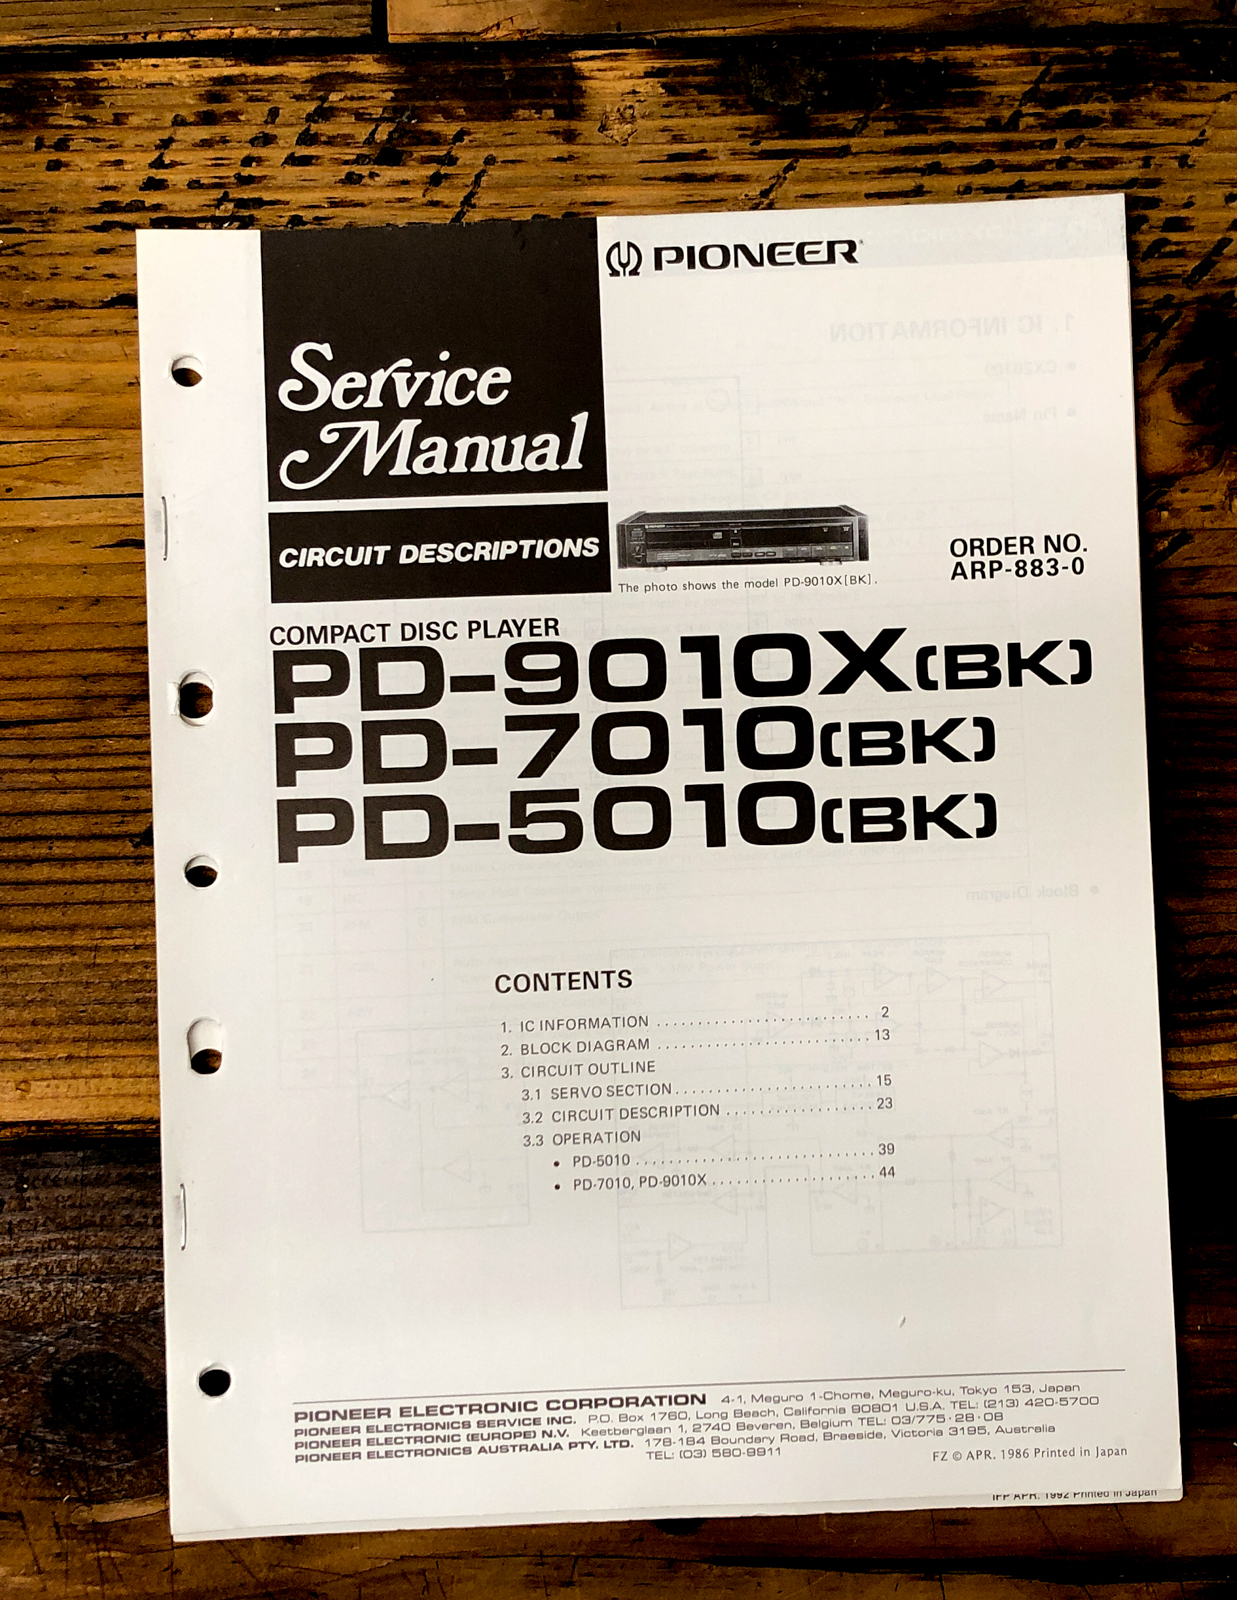 PIONEER
Service
Manual
CIRCUIT DESCRIPTIONS
The photo shows the model PD-9010X[BK].
ORDER NO.
ARP-883-0
COMPACT DISC PLAYER
PD-9010X(BK)
PD-7010(BK)
PD-5010(BK)
CONTENTS
1. IC INFORMATION .......................... 2
2. BLOCK DIAGRAM .......................... 13
3. CIRCUIT OUTLINE
3.1 SERVO SECTION ........................ 15
3.2 CIRCUIT DESCRIPTION .................. 23
3.3 OPERATION
• PD-5010 ............................. 39
• PD-7010, PD-9010X .................... 44
PIONEER ELECTRONIC CORPORATION 4-1, Meguro 1-Chome, Meguro-ku, Tokyo 153, Japan
PIONEER ELECTRONICS SERVICE INC. P.O. Box 1760, Long Beach, California 90801 U.S.A. TEL: (213) 420-5700
PIONEER ELECTRONIC (EUROPE) N.V. Keetberglaan 1, 2740 Beveren, Belgium TEL: 03/775·28·08
PIONEER ELECTRONICS AUSTRALIA PTY. LTD. 178-184 Boundary Road, Braeside, Victoria 3195, Australia
TEL: (03) 580-9911
FZ © APR. 1986 Printed in Japan
APR. 1992 Printed in Japan